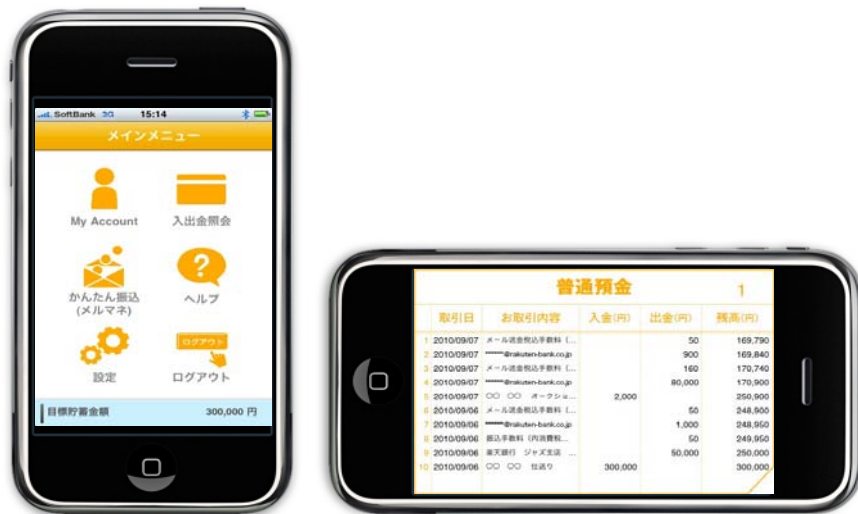 SoftBank 3G 15:14
メインメニュー
My Account 入出金照会
かんたん振込
(メルマネ)
ヘルプ
ログアウト
設定 ログアウト
目標貯蓄金額 300,000 円
普通預金 1
取引日 お取引内容 入金(円) 出金(円) 残高(円)
1 2010/09/07 メール送金税込手数料 (... 50 169,790
2 2010/09/07 ******@rakuten-bank.co.jp 900 169,840
3 2010/09/07 メール送金税込手数料 (... 160 170,740
4 2010/09/07 ******@rakuten-bank.co.jp 80,000 170,900
5 2010/09/07 ○○ ○○ オークショ... 2,000 250,900
6 2010/09/06 メール送金税込手数料 (... 50 248,900
7 2010/09/06 ******@rakuten-bank.co.jp 1,000 248,950
8 2010/09/06 振込手数料 (内消費税... 50 249,950
9 2010/09/06 楽天銀行 ジャズ支店 ... 50,000 250,000
10 2010/09/06 ○○ ○○ 仕送り 300,000 300,000